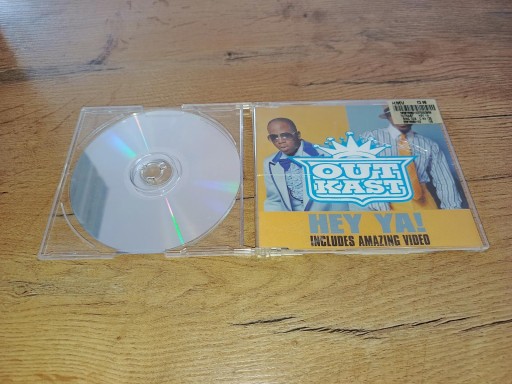 OUT
KAST
HEY YA!
INCLUDES AMAZING VIDEO